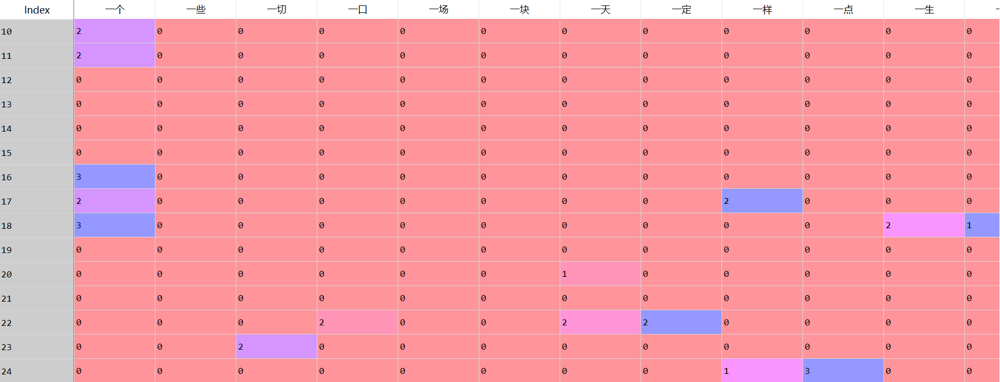 Index 一个 一些 一切 一口 一场 一块 一天 一定 一样 一点 一生
10 2 0 0 0 0 0 0 0 0 0 0 0
11 2 0 0 0 0 0 0 0 0 0 0 0
12 0 0 0 0 0 0 0 0 0 0 0 0
13 0 0 0 0 0 0 0 0 0 0 0 0
14 0 0 0 0 0 0 0 0 0 0 0 0
15 0 0 0 0 0 0 0 0 0 0 0 0
16 3 0 0 0 0 0 0 0 0 0 0 0
17 2 0 0 0 0 0 0 0 2 0 0 0
18 3 0 0 0 0 0 0 0 0 0 2 1
19 0 0 0 0 0 0 0 0 0 0 0 0
20 0 0 0 0 0 0 1 0 0 0 0 0
21 0 0 0 0 0 0 0 0 0 0 0 0
22 0 0 0 2 0 0 2 2 0 0 0 0
23 0 0 2 0 0 0 0 0 0 0 0 0
24 0 0 0 0 0 0 0 0 1 3 0 0